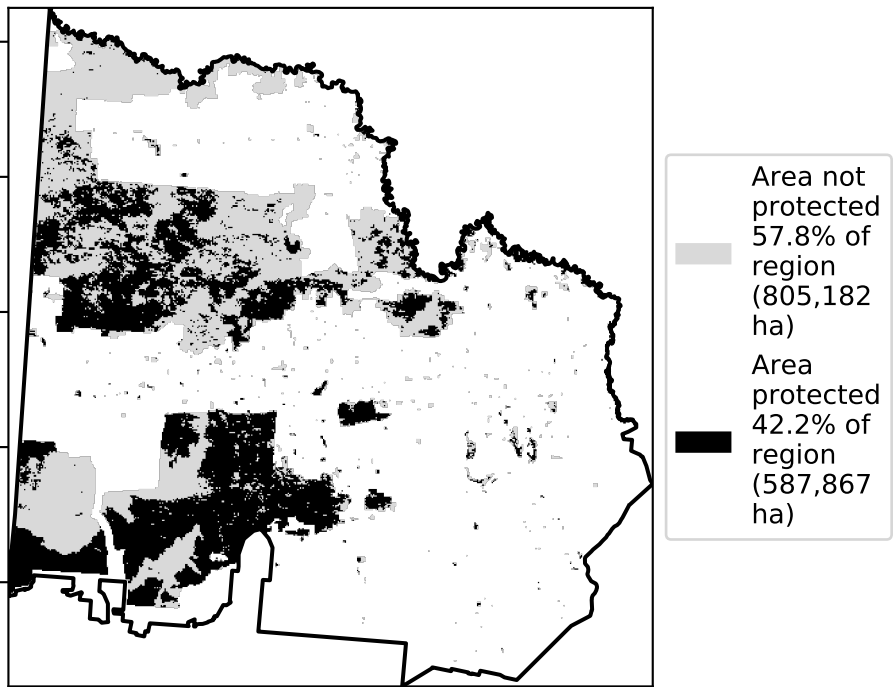 Area not
protected
57.8% of
region
(805,182
ha)
Area
protected
42.2% of
region
(587,867
ha)